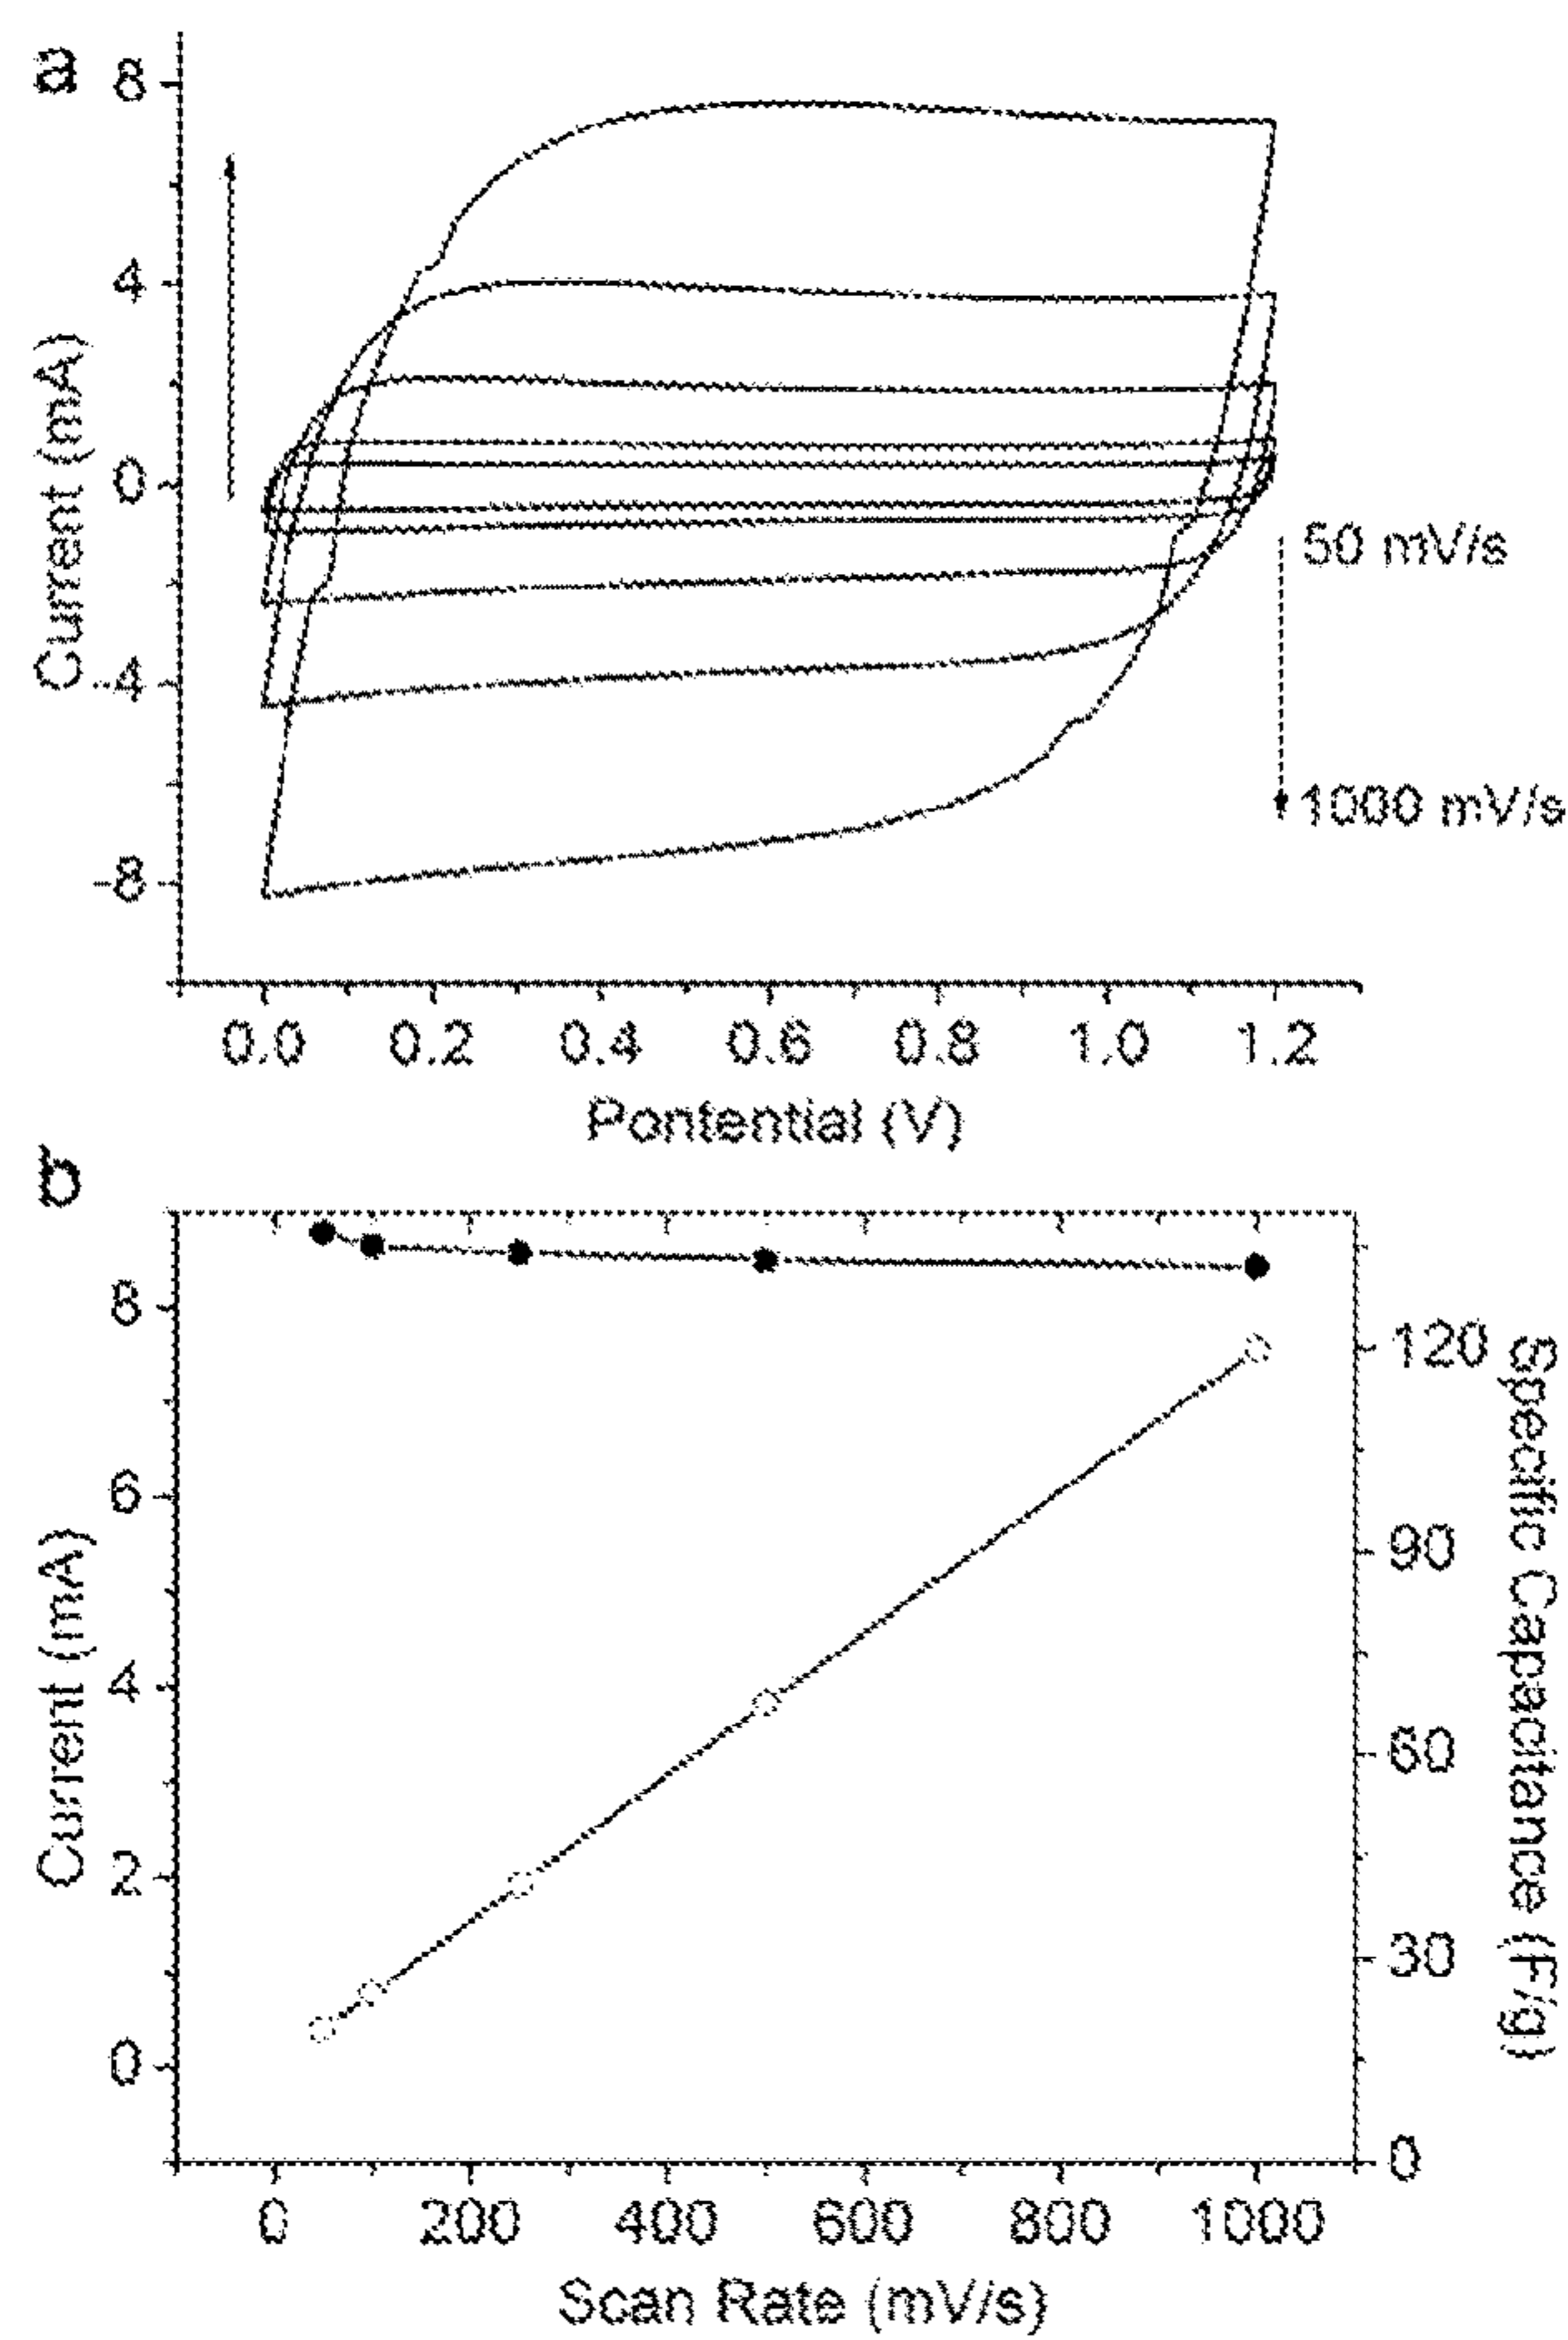 a
8
4
0
-4
-8
Current (mA)
50 mV/s
1000 mV/s
0.0 0.2 0.4 0.6 0.8 1.0 1.2
Pontential (V)
b
8
6
4
2
0
Current (mA)
120
90
60
30
0
Specific Capacitance (F/g)
0 200 400 600 800 1000
Scan Rate (mV/s)